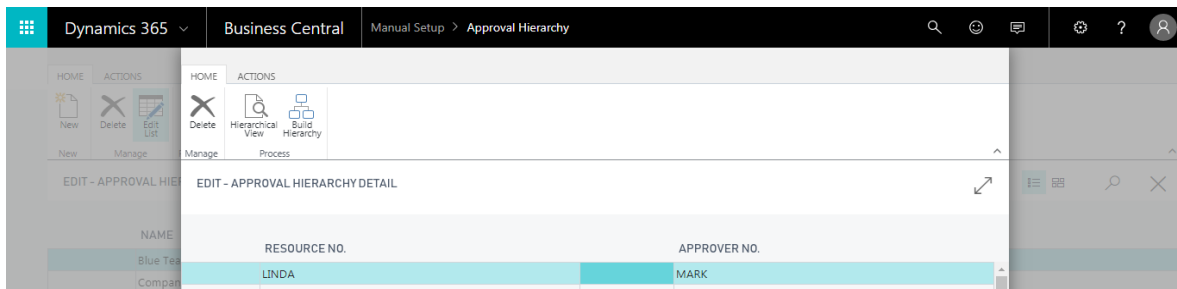 Dynamics 365 Business Central Manual Setup > Approval Hierarchy ?
HOME ACTIONS HOME ACTIONS
New Delete Edit List Delete Hierarchical View Build Hierarchy
New Manage Manage Process
EDIT - APPROVAL HIE EDIT - APPROVAL HIERARCHY DETAIL
NAME RESOURCE NO. APPROVER NO.
Blue Tea LINDA MARK
Compan